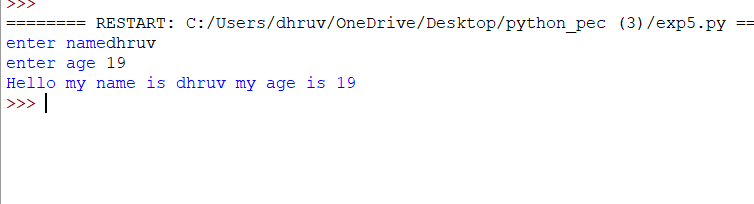 >>>
======== RESTART: C:/Users/dhruv/OneDrive/Desktop/python_pec (3)/exp5.py ==
enter namedhruv
enter age 19
Hello my name is dhruv my age is 19
>>>